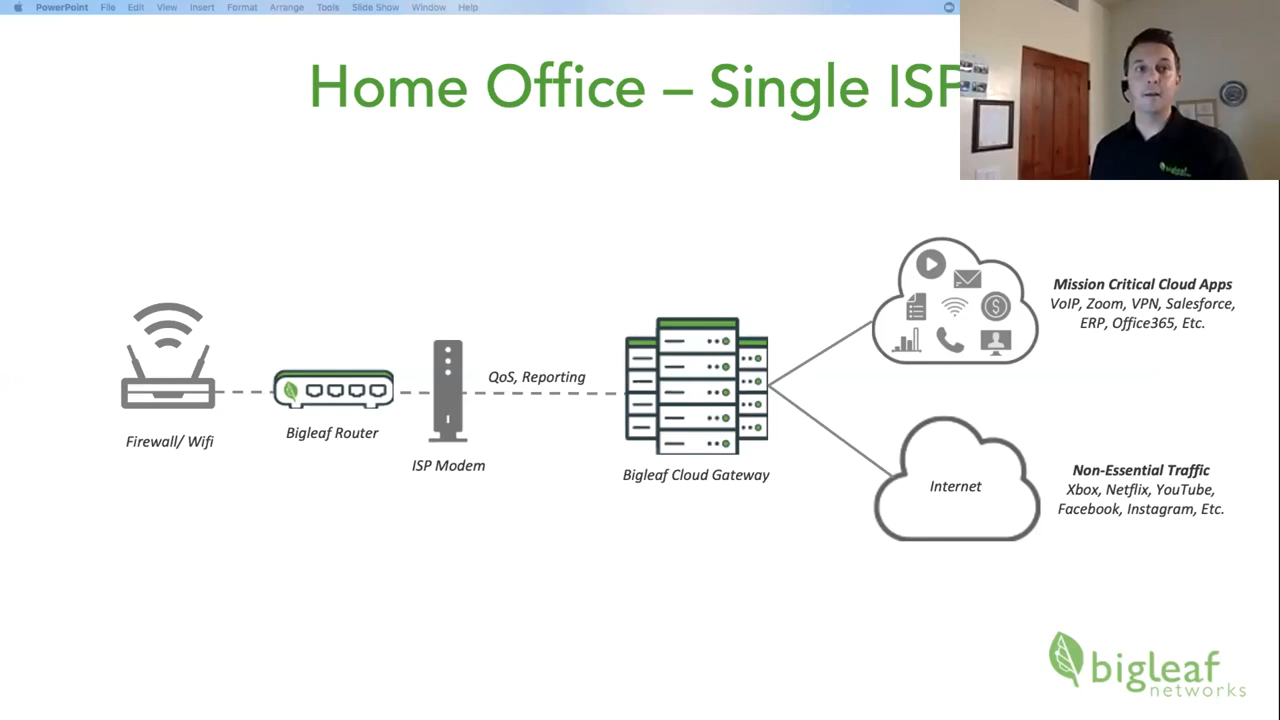 PowerPoint File Edit View Insert Format Arrange Tools Slide Show Window Help
Home Office – Single ISP
bigleaf
networks
QoS, Reporting
Firewall/ Wifi
Bigleaf Router
ISP Modem
Bigleaf Cloud Gateway
Mission Critical Cloud Apps
VoIP, Zoom, VPN, Salesforce,
ERP, Office365, Etc.
Internet
Non-Essential Traffic
Xbox, Netflix, YouTube,
Facebook, Instagram, Etc.
bigleaf
networks